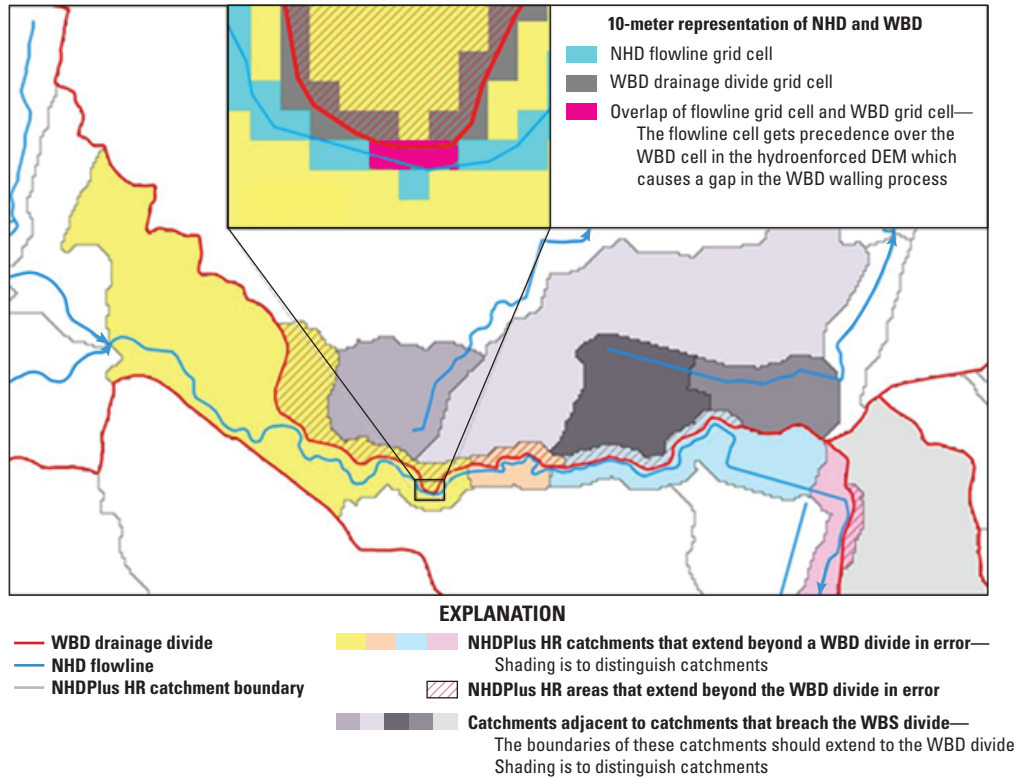 10-meter representation of NHD and WBD
NHD flowline grid cell
WBD drainage divide grid cell
Overlap of flowline grid cell and WBD grid cell—
The flowline cell gets precedence over the
WBD cell in the hydroenforced DEM which
causes a gap in the WBD walling process
EXPLANATION
WBD drainage divide
NHD flowline
NHDPlus HR catchment boundary
NHDPlus HR catchments that extend beyond a WBD divide in error—
Shading is to distinguish catchments
NHDPlus HR areas that extend beyond the WBD divide in error
Catchments adjacent to catchments that breach the WBS divide—
The boundaries of these catchments should extend to the WBD divide
Shading is to distinguish catchments